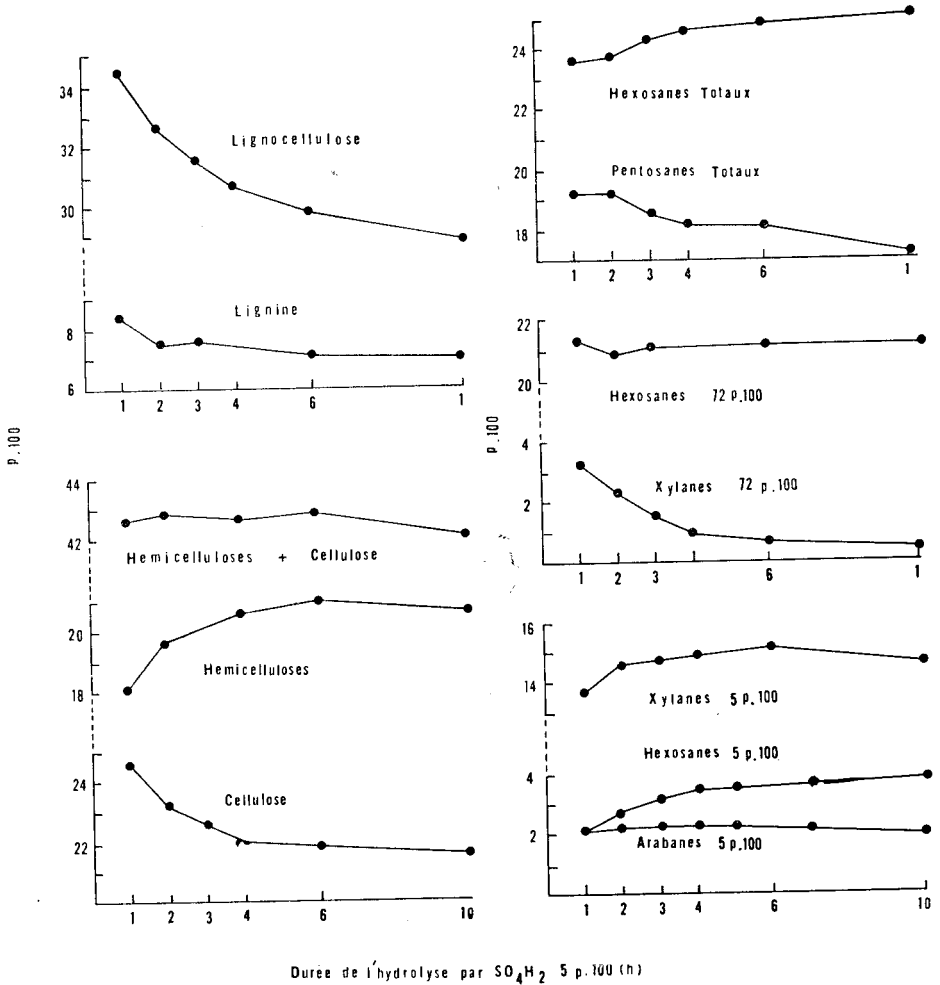 34
32
30
Lignocellulose
8
6
Lignine
1 2 3 4 6 1
24
22
20
18
Hexosanes Totaux
Pentosanes Totaux
1 2 3 4 6 1
22
20
Hexosanes 72 p.100
4
2
Xylanes 72 p.100
1 2 3 6 1
p.100
p.100
44
42
Hemicelluloses + Cellulose
20
18
Hemicelluloses
24
22
Cellulose
1 2 3 4 6 10
16
14
Xylanes 5 p.100
Hexosanes 5 p.100
4
2
Arabanes 5 p.100
1 2 3 4 6 10
Durée de l'hydrolyse par SO4H2 5 p.100 (h)